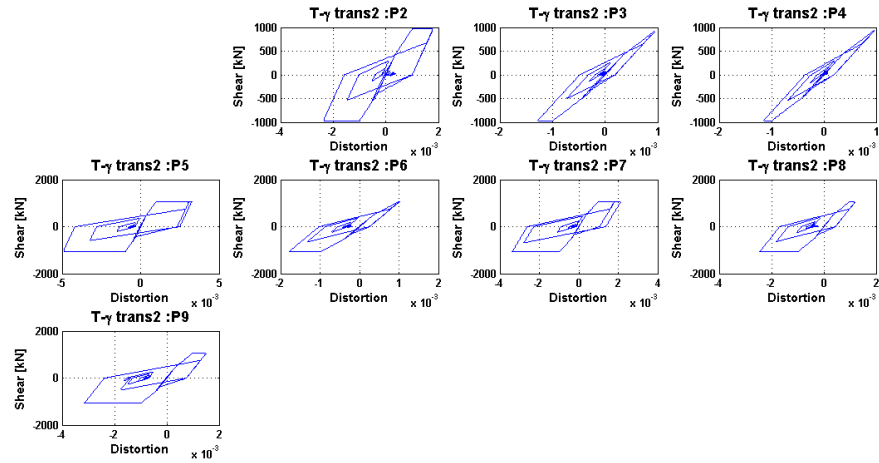 T-γ trans2 :P2
T-γ trans2 :P3
T-γ trans2 :P4
1000
500
0
-500
-1000
Shear [kN]
-4 -2 0 2
Distortion
x 10⁻³
1000
500
0
-500
-1000
Shear [kN]
-2 -1 0 1
Distortion
x 10⁻³
1000
500
0
-500
-1000
Shear [kN]
-2 -1 0 1
Distortion
x 10⁻³
T-γ trans2 :P5
T-γ trans2 :P6
T-γ trans2 :P7
T-γ trans2 :P8
2000
0
-2000
Shear [kN]
-5 0 5
Distortion
x 10⁻³
2000
0
-2000
Shear [kN]
-2 -1 0 1 2
Distortion
x 10⁻³
2000
0
-2000
Shear [kN]
-4 -2 0 2 4
Distortion
x 10⁻³
2000
0
-2000
Shear [kN]
-4 -2 0 2
Distortion
x 10⁻³
T-γ trans2 :P9
2000
0
-2000
Shear [kN]
-4 -2 0 2
Distortion
x 10⁻³